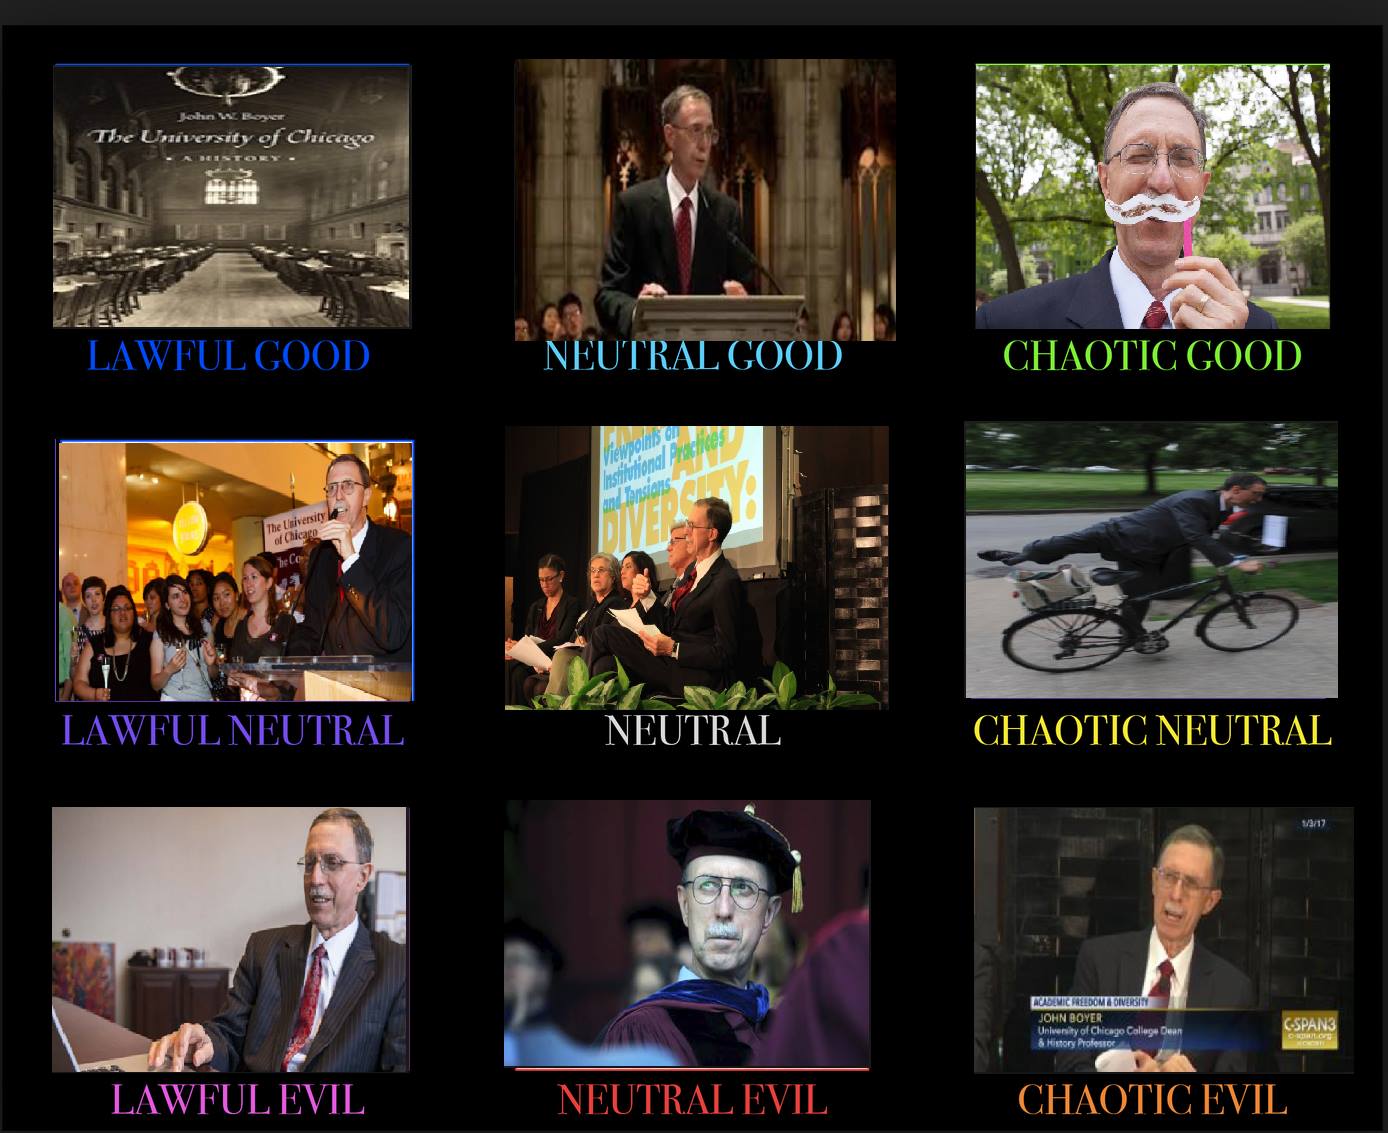 John W. Boyer
The University of Chicago
• A HISTORY •
LAWFUL GOOD
NEUTRAL GOOD
CHAOTIC GOOD
The University
of Chicago
The Co
LAWFUL NEUTRAL
Viewpoints on
Institutional Practices
and Tensions
AND
DIVERSITY:
NEUTRAL
CHAOTIC NEUTRAL
LAWFUL EVIL
NEUTRAL EVIL
1/3/17
ACADEMIC FREEDOM & DIVERSITY
JOHN BOYER
University of Chicago College Dean
& History Professor
C-SPAN3
c-span.org
CHAOTIC EVIL